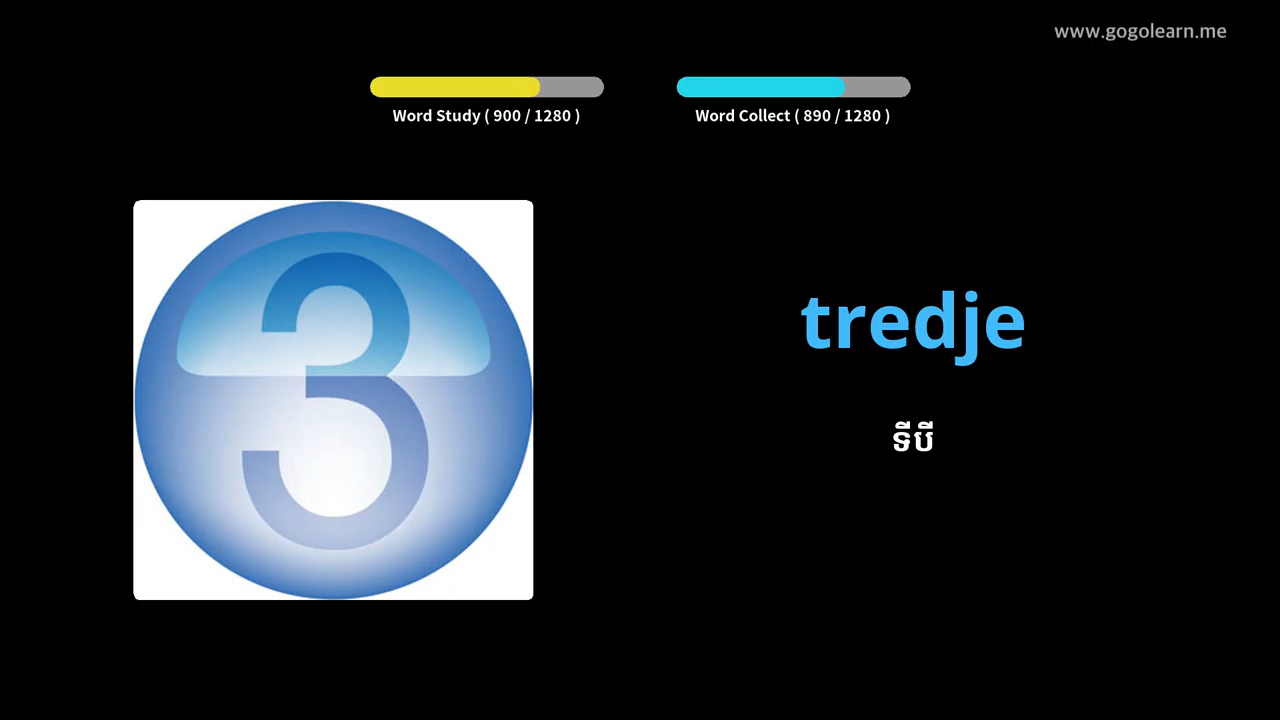 www.gogolearn.me
Word Study ( 900 / 1280 )
Word Collect ( 890 / 1280 )
3
tredje
ទីបី